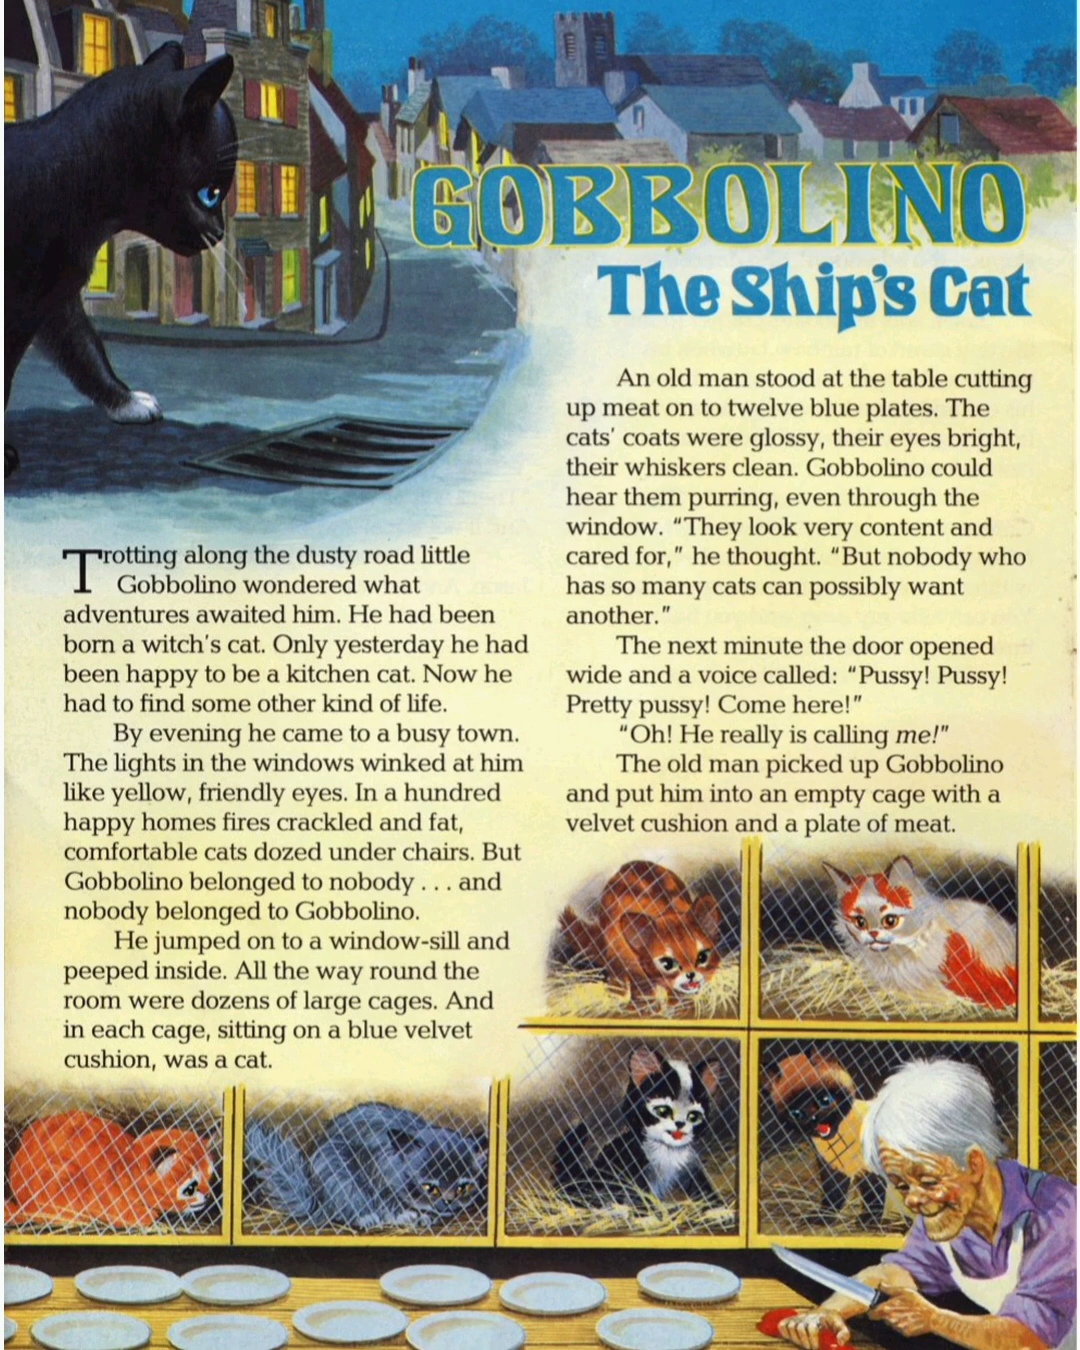 GOBBOLINO
The Ship's Cat
Trotting along the dusty road little
Gobbolino wondered what
adventures awaited him. He had been
born a witch's cat. Only yesterday he had
been happy to be a kitchen cat. Now he
had to find some other kind of life.
By evening he came to a busy town.
The lights in the windows winked at him
like yellow, friendly eyes. In a hundred
happy homes fires crackled and fat,
comfortable cats dozed under chairs. But
Gobbolino belonged to nobody . . . and
nobody belonged to Gobbolino.
He jumped on to a window-sill and
peeped inside. All the way round the
room were dozens of large cages. And
in each cage, sitting on a blue velvet
cushion, was a cat.
An old man stood at the table cutting
up meat on to twelve blue plates. The
cats' coats were glossy, their eyes bright,
their whiskers clean. Gobbolino could
hear them purring, even through the
window. “They look very content and
cared for,” he thought. “But nobody who
has so many cats can possibly want
another.”
The next minute the door opened
wide and a voice called: “Pussy! Pussy!
Pretty pussy! Come here!”
“Oh! He really is calling me!”
The old man picked up Gobbolino
and put him into an empty cage with a
velvet cushion and a plate of meat.